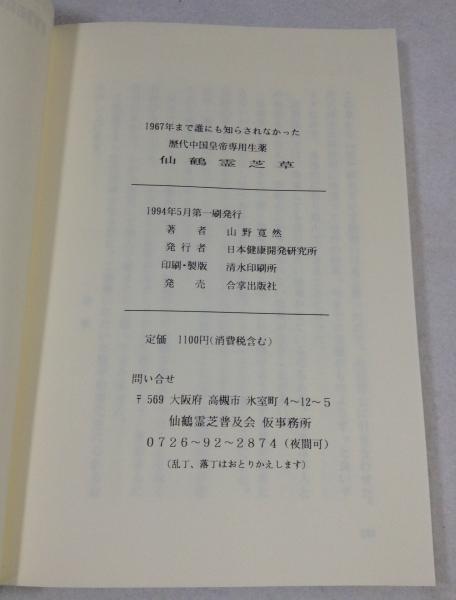 1967年まで誰にも知らされなかった
歴代中国皇帝専用生薬
仙鶴霊芝草
1994年5月第一刷発行
著者 山野寛然
発行者 日本健康開発研究所
印刷・製版 清水印刷所
発売 合掌出版社
定価 1100円(消費税含む)
問い合せ
〒569 大阪府 高槻市 氷室町 4〜12〜5
仙鶴霊芝普及会 仮事務所
0726〜92〜2874(夜間可)
(乱丁、落丁はおとりかえします)